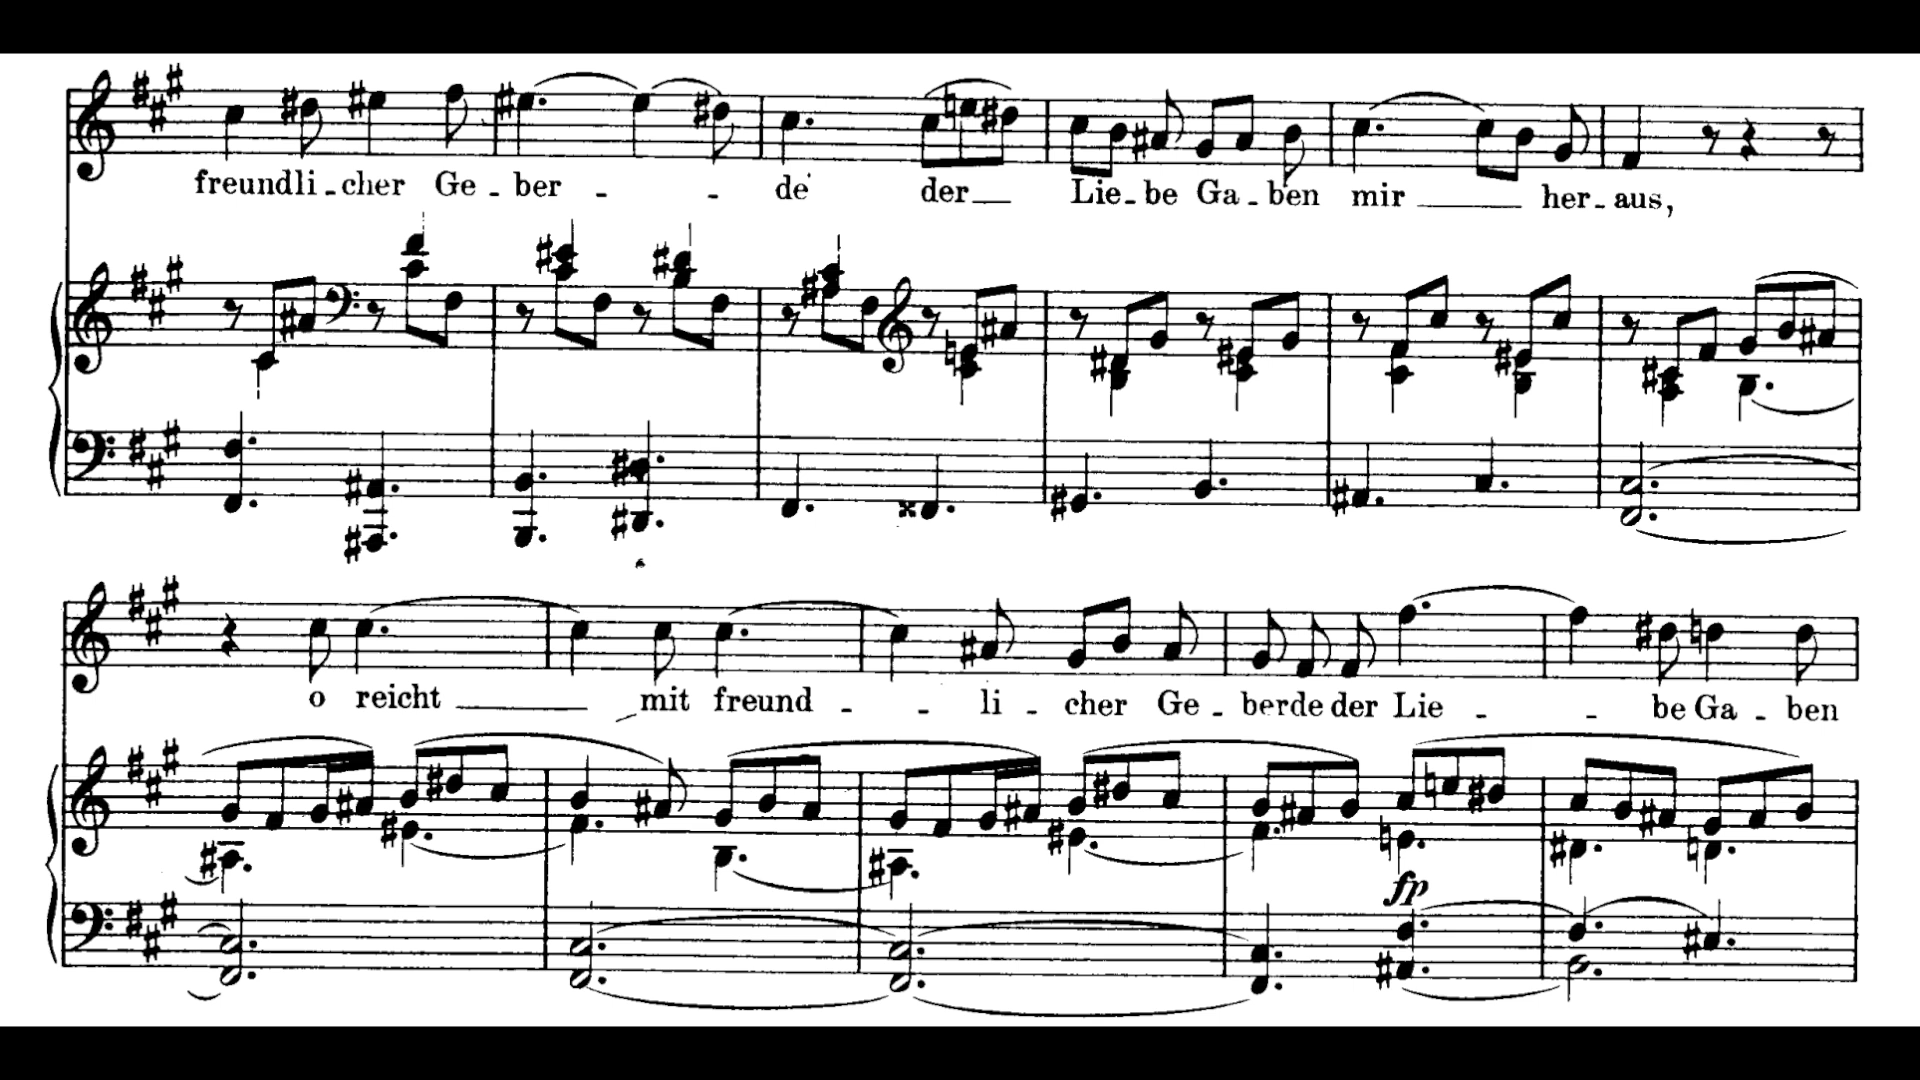 freundli - cher Ge - ber - - de der Lie - be Ga - ben mir her - aus,
o reicht mit freund - - li - cher Ge - berde der Lie - - be Ga - ben
fp